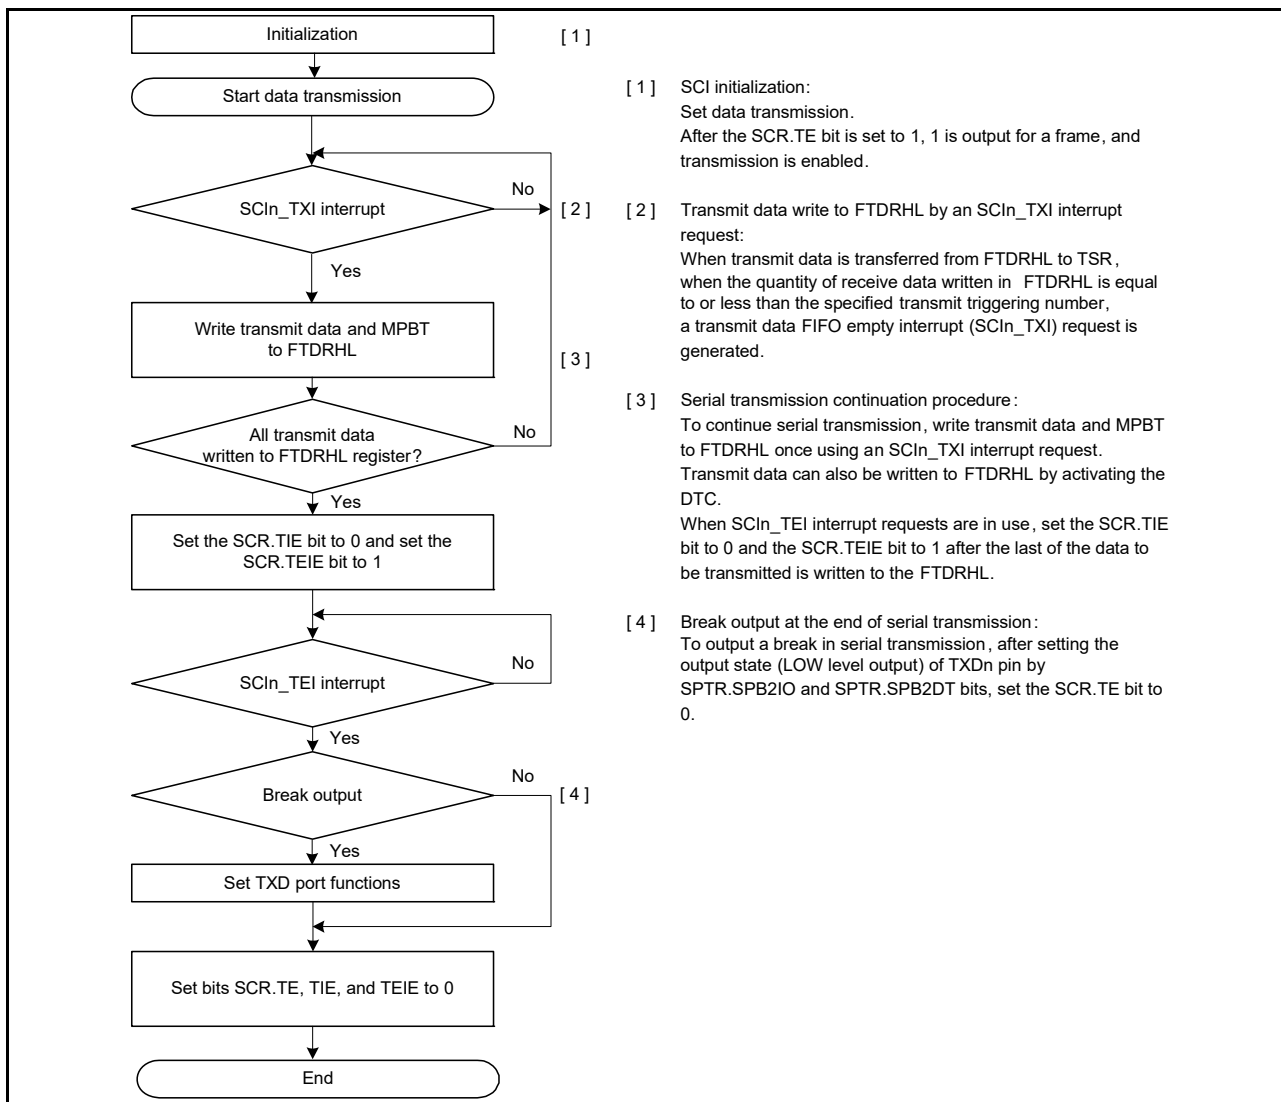 Initialization
[ 1 ]
Start data transmission
SCIn_TXI interrupt
No
[ 2 ]
Yes
Write transmit data and MPBT
to FTDRHL
[ 3 ]
All transmit data
written to FTDRHL register?
No
Yes
Set the SCR.TIE bit to 0 and set the
SCR.TEIE bit to 1
SCIn_TEI interrupt
No
Yes
Break output
No
[ 4 ]
Yes
Set TXD port functions
Set bits SCR.TE, TIE, and TEIE to 0
End
[ 1 ] SCI initialization:
Set data transmission.
After the SCR.TE bit is set to 1, 1 is output for a frame, and
transmission is enabled.
[ 2 ] Transmit data write to FTDRHL by an SCIn_TXI interrupt
request:
When transmit data is transferred from FTDRHL to TSR,
when the quantity of receive data written in FTDRHL is equal
to or less than the specified transmit triggering number,
a transmit data FIFO empty interrupt (SCIn_TXI) request is
generated.
[ 3 ] Serial transmission continuation procedure:
To continue serial transmission, write transmit data and MPBT
to FTDRHL once using an SCIn_TXI interrupt request.
Transmit data can also be written to FTDRHL by activating the
DTC.
When SCIn_TEI interrupt requests are in use, set the SCR.TIE
bit to 0 and the SCR.TEIE bit to 1 after the last of the data to
be transmitted is written to the FTDRHL.
[ 4 ] Break output at the end of serial transmission:
To output a break in serial transmission, after setting the
output state (LOW level output) of TXDn pin by
SPTR.SPB2IO and SPTR.SPB2DT bits, set the SCR.TE bit to
0.